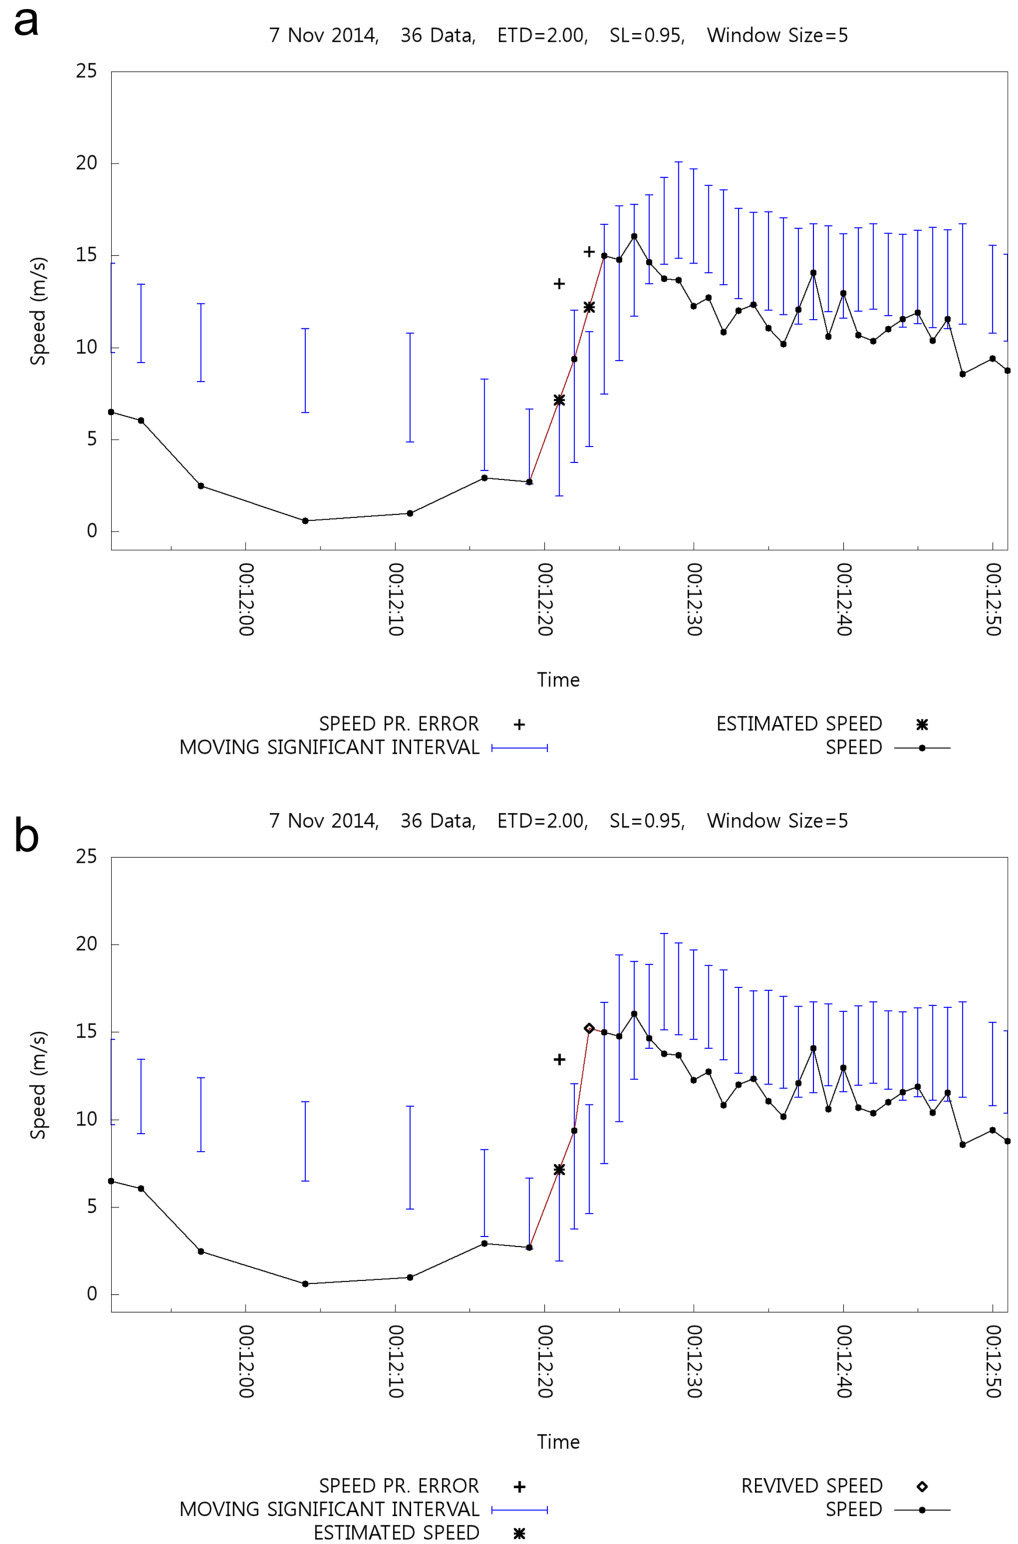 a
7 Nov 2014, 36 Data, ETD=2.00, SL=0.95, Window Size=5
25
20
15
10
5
0
Speed (m/s)
00:12:00
00:12:10
00:12:20
00:12:30
00:12:40
00:12:50
Time
SPEED PR. ERROR
ESTIMATED SPEED
MOVING SIGNIFICANT INTERVAL
SPEED
b
7 Nov 2014, 36 Data, ETD=2.00, SL=0.95, Window Size=5
25
20
15
10
5
0
Speed (m/s)
00:12:00
00:12:10
00:12:20
00:12:30
00:12:40
00:12:50
Time
SPEED PR. ERROR
REVIVED SPEED
MOVING SIGNIFICANT INTERVAL
SPEED
ESTIMATED SPEED